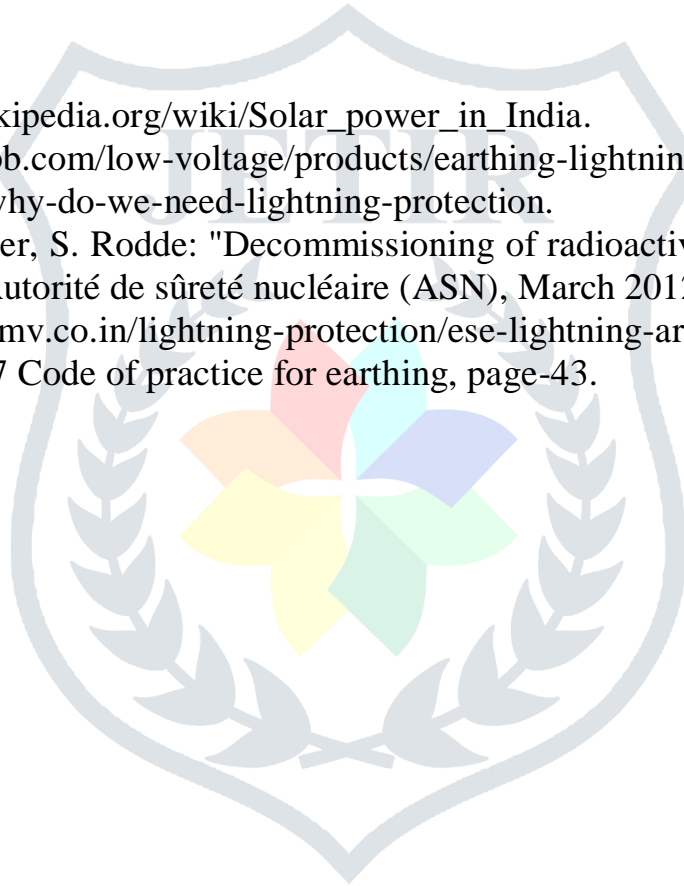 kipedia.org/wiki/Solar_power_in_India.
b.com/low-voltage/products/earthing-lightnin
hy-do-we-need-lightning-protection.
er, S. Rodde: "Decommissioning of radioactiv
utorité de sûreté nucléaire (ASN), March 201
mv.co.in/lightning-protection/ese-lightning-ar
7 Code of practice for earthing, page-43.
JETIR